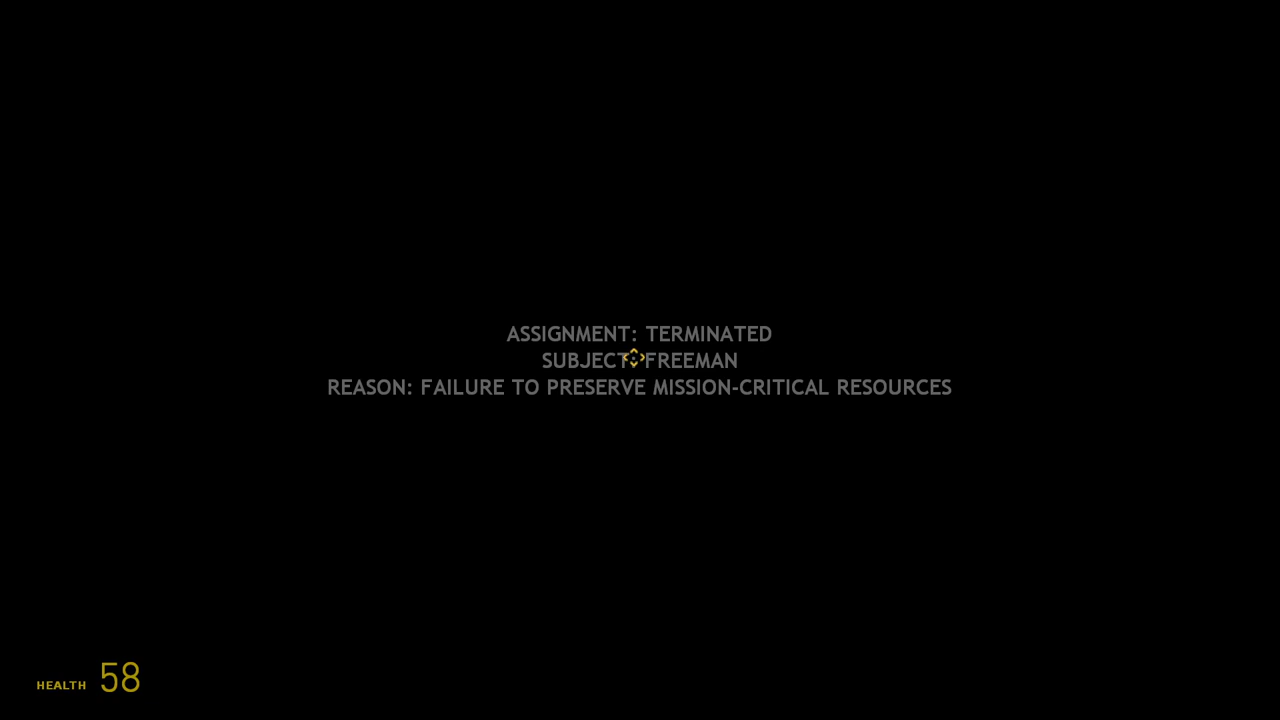 ASSIGNMENT: TERMINATED
SUBJECT: FREEMAN
REASON: FAILURE TO PRESERVE MISSION-CRITICAL RESOURCES
HEALTH 58